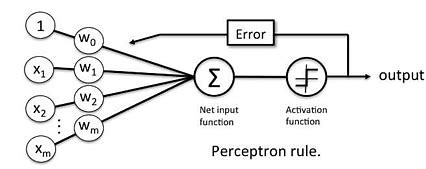 1
w0
Error
x1
w1
Σ
output
x2
w2
⋮
wm
xm
Net input
function
Activation
function
Perceptron rule.